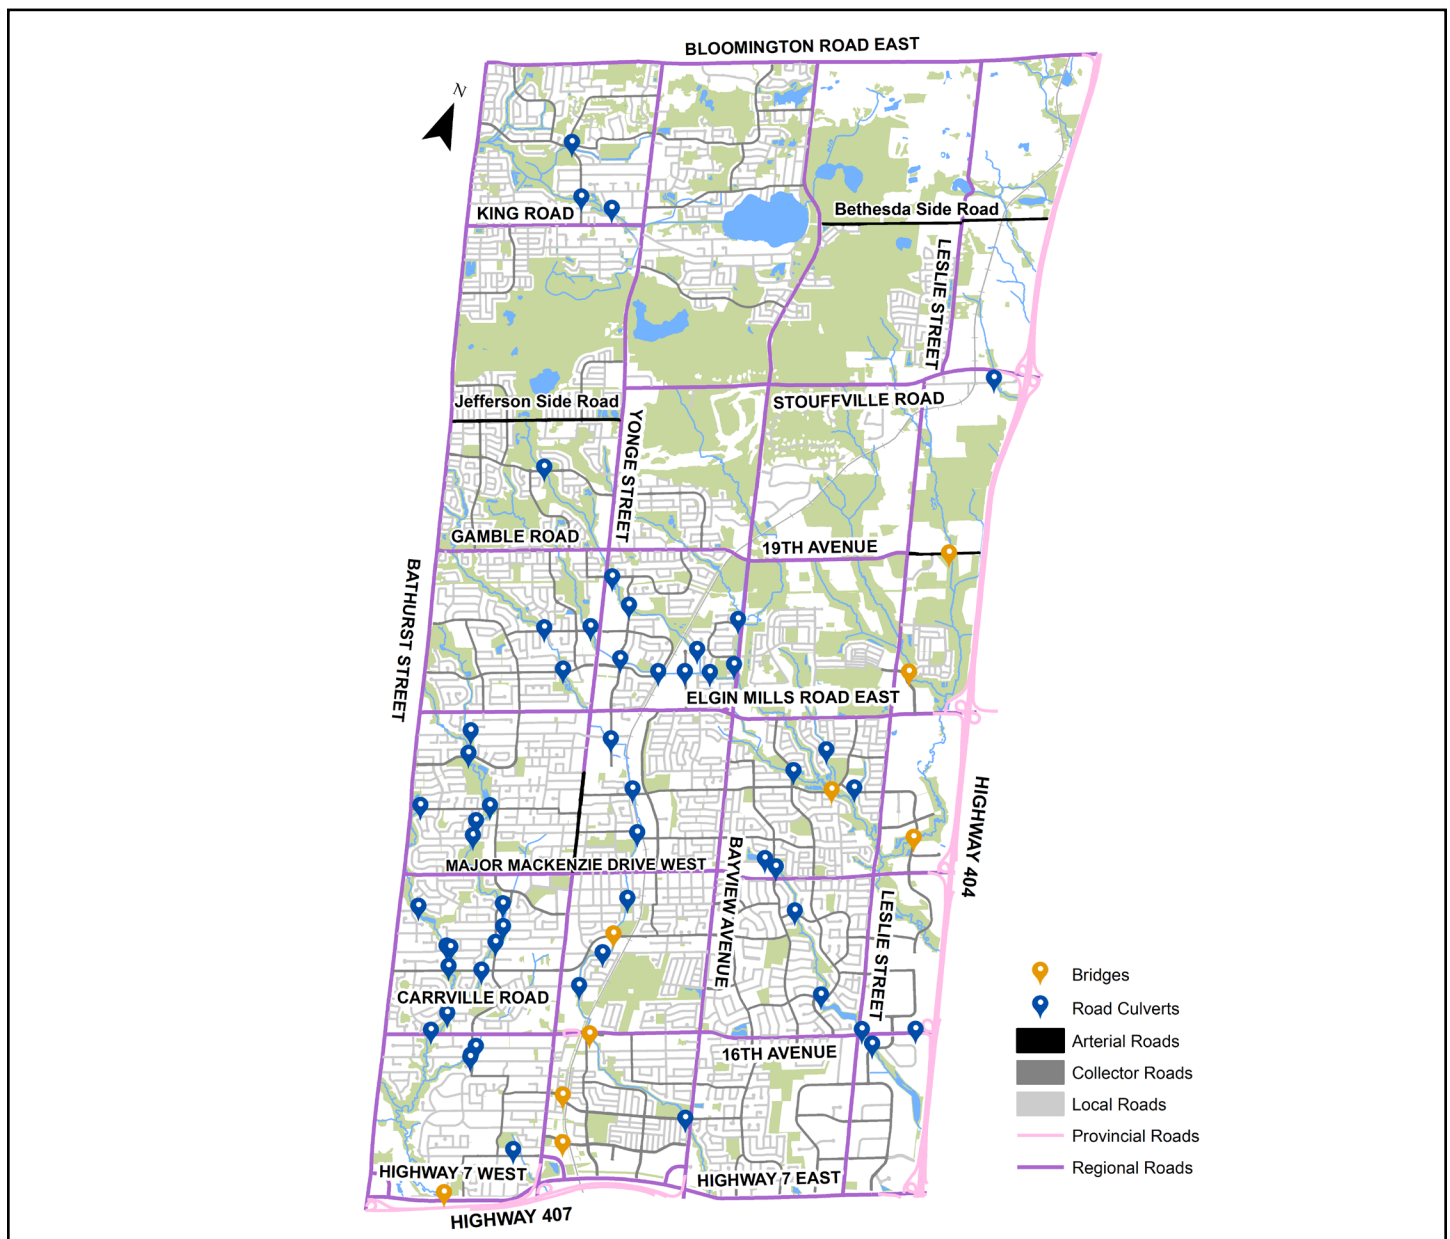 BLOOMINGTON ROAD EAST
N
KING ROAD
Bethesda Side Road
LESLIE STREET
Jefferson Side Road
STOUFFVILLE ROAD
YONGE STREET
GAMBLE ROAD
19TH AVENUE
BATHURST STREET
ELGIN MILLS ROAD EAST
HIGHWAY 404
MAJOR MACKENZIE DRIVE WEST
BAYVIEW AVENUE
LESLIE STREET
CARRVILLE ROAD
16TH AVENUE
HIGHWAY 7 WEST
HIGHWAY 7 EAST
HIGHWAY 407
Bridges
Road Culverts
Arterial Roads
Collector Roads
Local Roads
Provincial Roads
Regional Roads